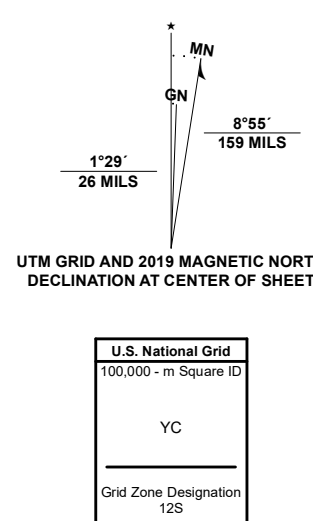 ★
MN
GN
8°55´
159 MILS
1°29´
26 MILS
UTM GRID AND 2019 MAGNETIC NORT
DECLINATION AT CENTER OF SHEET
U.S. National Grid
100,000 - m Square ID
YC
Grid Zone Designation
12S